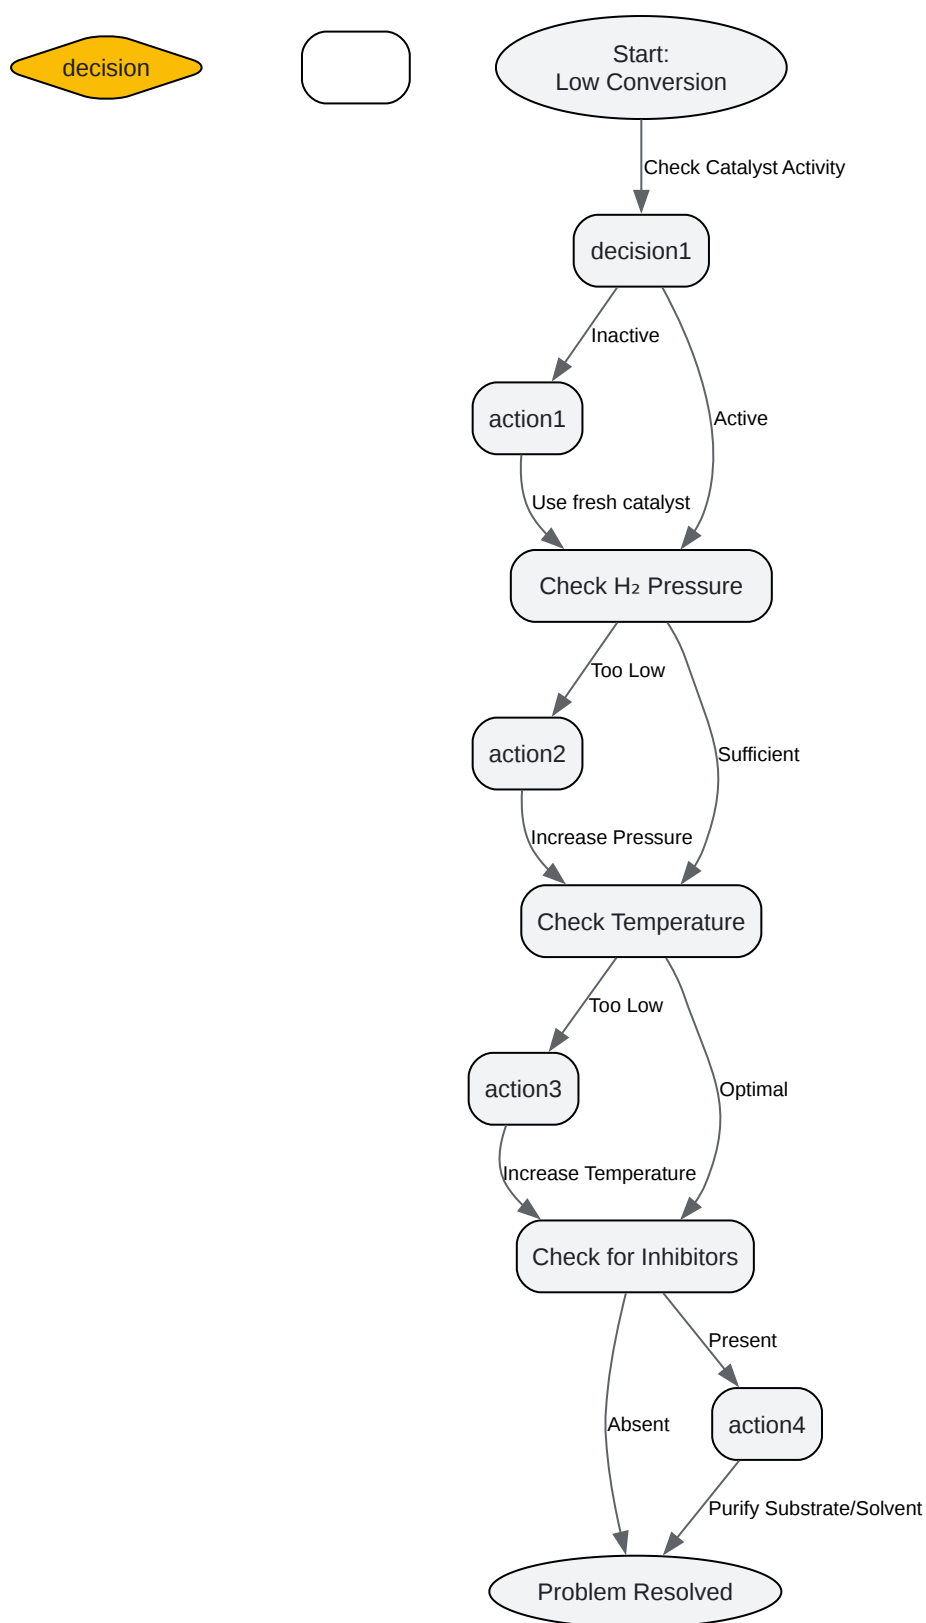 decision
Start:
Low Conversion
Check Catalyst Activity
decision1
Inactive
action1
Active
Use fresh catalyst
Check H₂ Pressure
Too Low
action2
Sufficient
Increase Pressure
Check Temperature
Too Low
action3
Optimal
Increase Temperature
Check for Inhibitors
Present
Absent
action4
Purify Substrate/Solvent
Problem Resolved